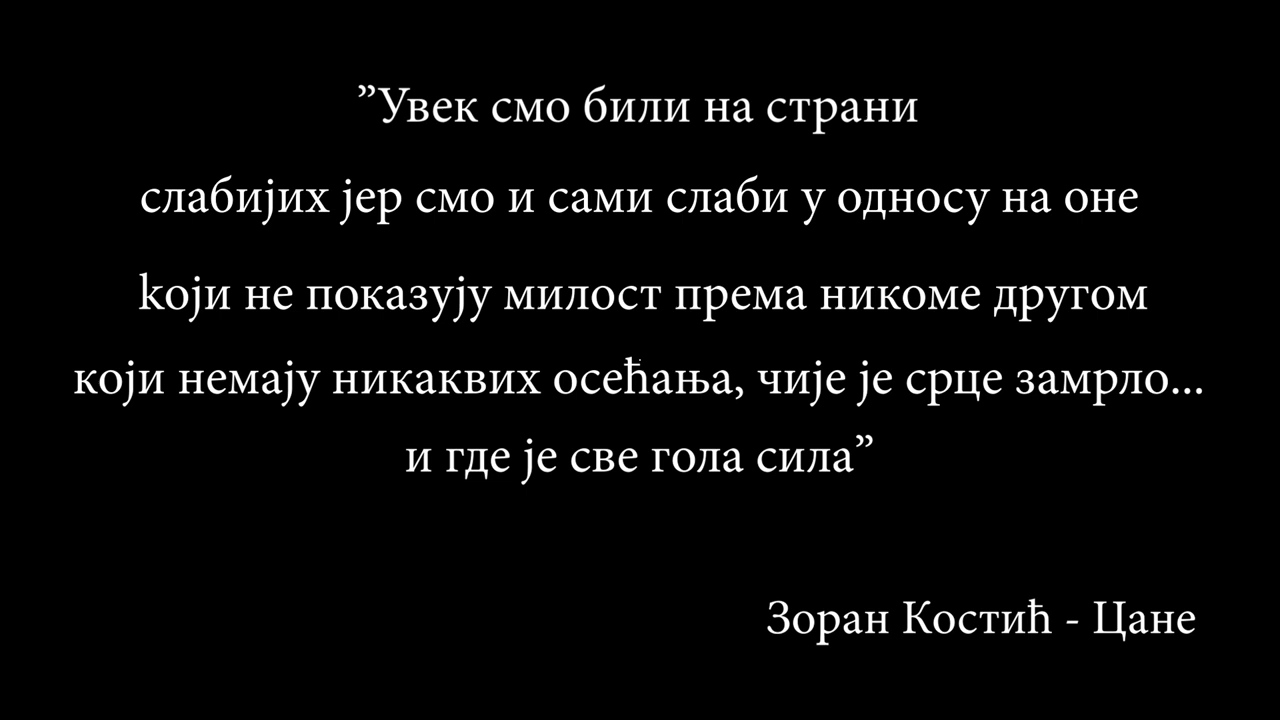 ”Увек смо били на страни
слабијих јер смо и сами слаби у односу на оне
kоји не показују милост према никоме другом
који немају никаквих осећања, чије је срце замрло...
и где је све гола сила”
Зоран Костић - Цане